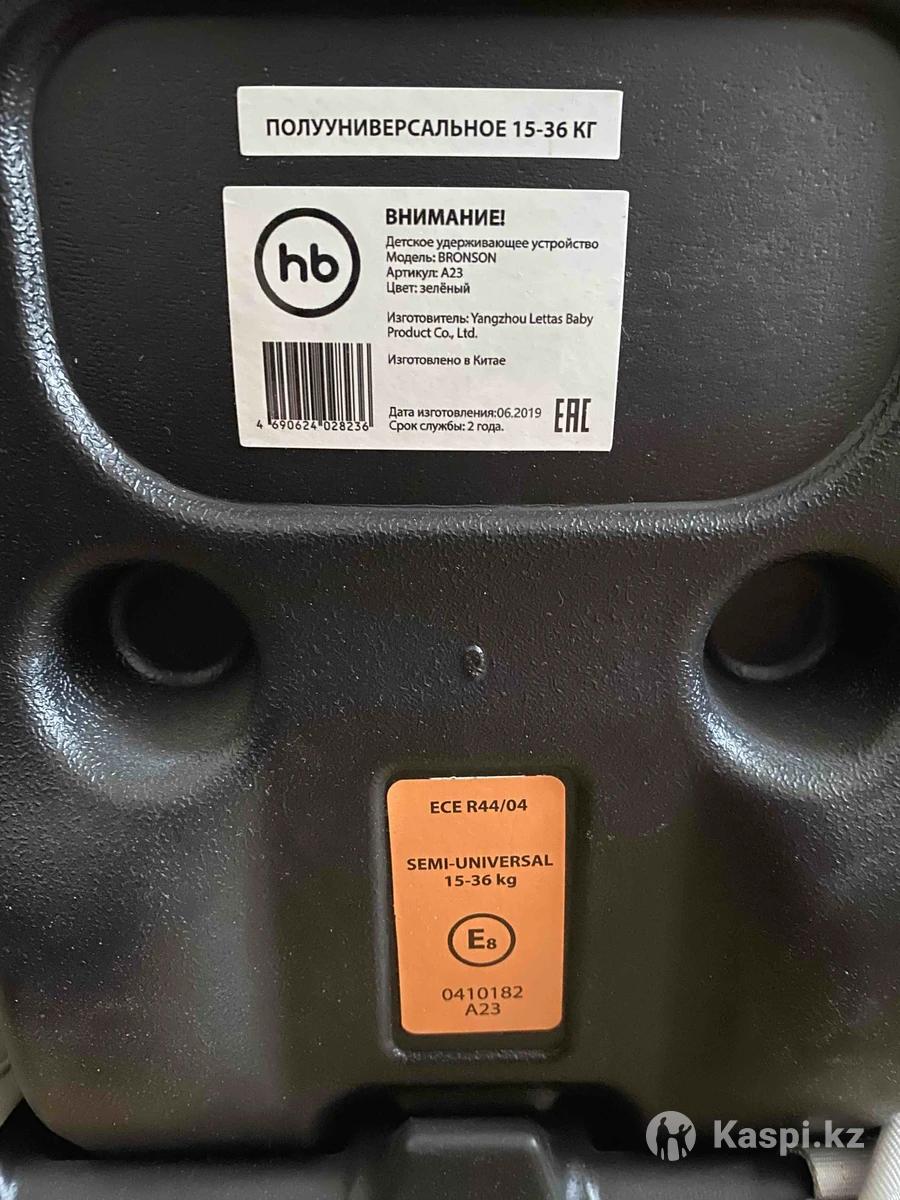 ПОЛУУНИВЕРСАЛЬНОЕ 15-36 КГ
hb
ВНИМАНИЕ!
Детское удерживающее устройство
Модель: BRONSON
Артикул: A23
Цвет: зелёный
Изготовитель: Yangzhou Lettas Baby
Product Co., Ltd.
Изготовлено в Китае
Дата изготовления:06.2019
Срок службы: 2 года.
EAC
4 690624 028236
ECE R44/04
SEMI-UNIVERSAL
15-36 kg
E8
0410182
A23
Kaspi.kz